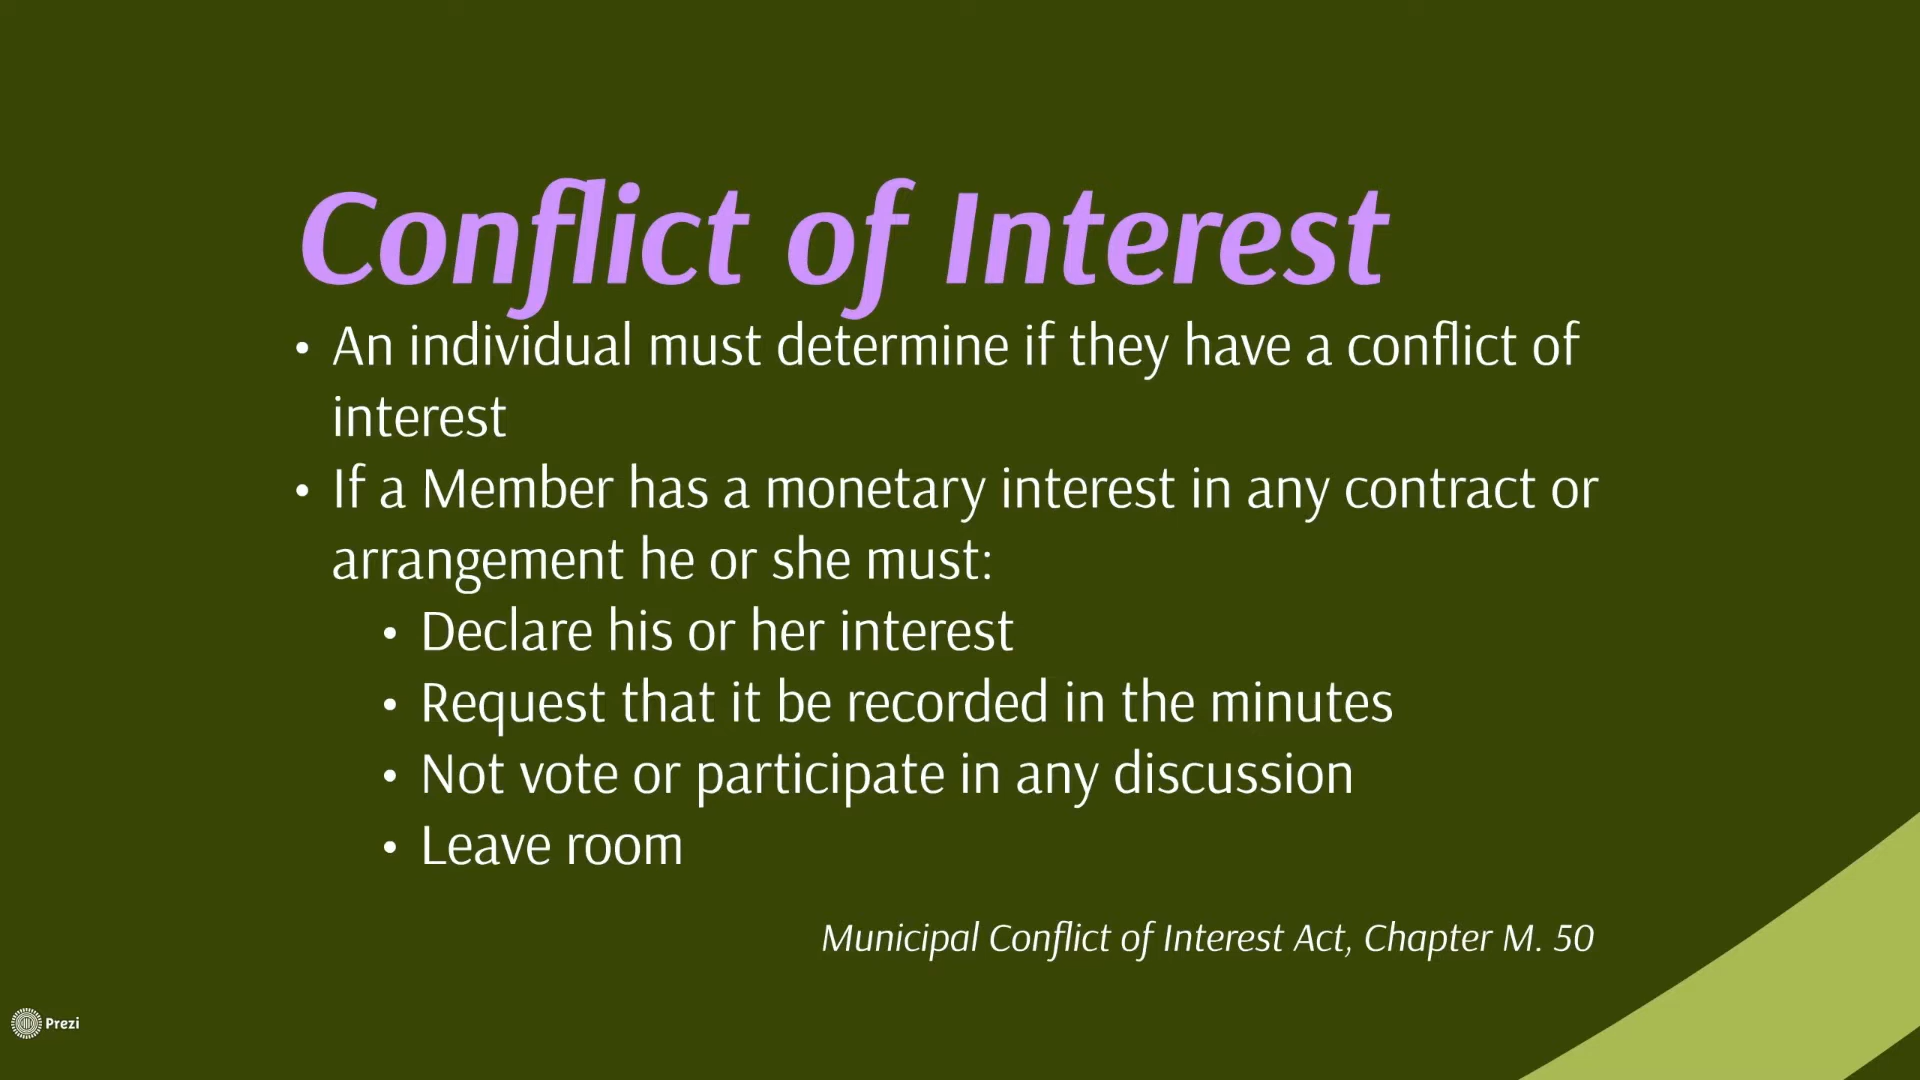 Conflict of Interest
• An individual must determine if they have a conflict of
interest
• If a Member has a monetary interest in any contract or
arrangement he or she must:
• Declare his or her interest
• Request that it be recorded in the minutes
• Not vote or participate in any discussion
• Leave room
Municipal Conflict of Interest Act, Chapter M. 50
Prezi